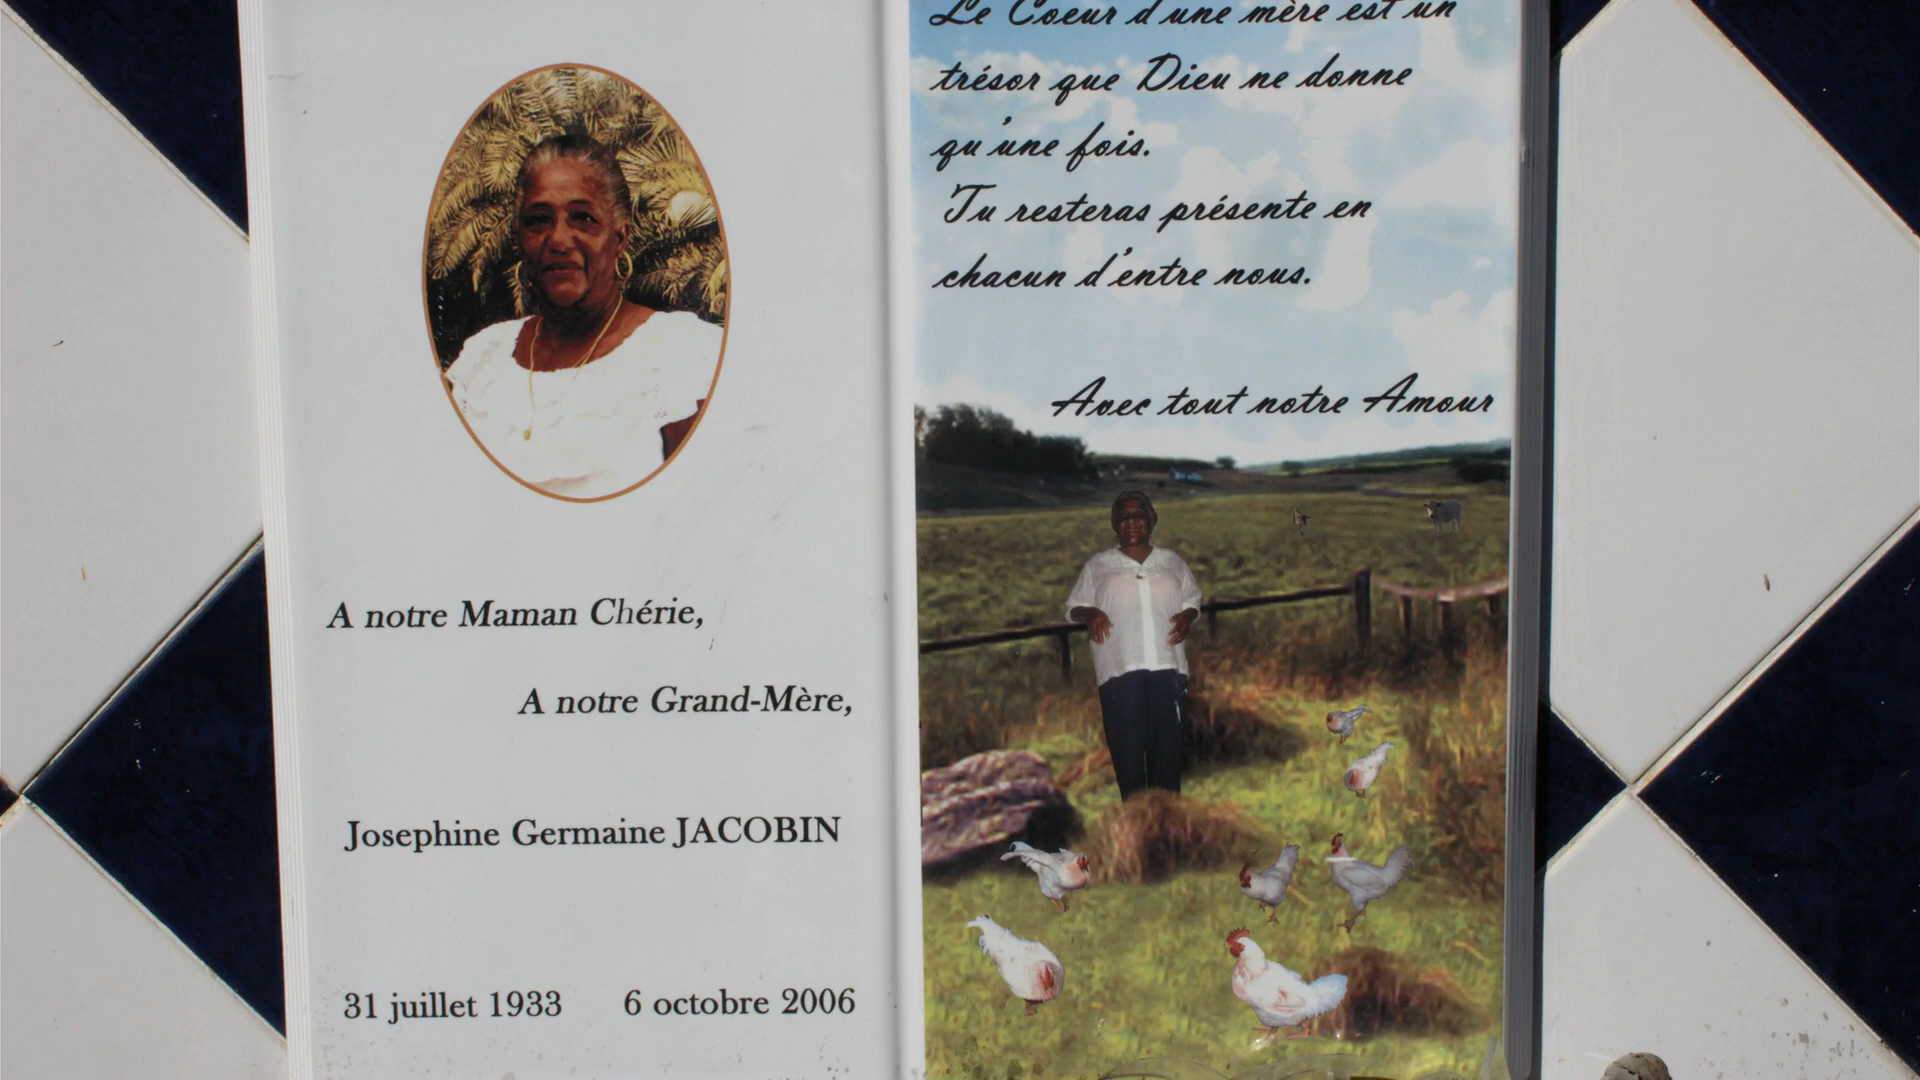 A notre Maman Chérie,
A notre Grand-Mère,
Josephine Germaine JACOBIN
31 juillet 1933 6 octobre 2006
Le Coeur d'une mère est un
trésor que Dieu ne donne
qu'une fois.
Tu resteras présente en
chacun d'entre nous.
Avec tout notre Amour